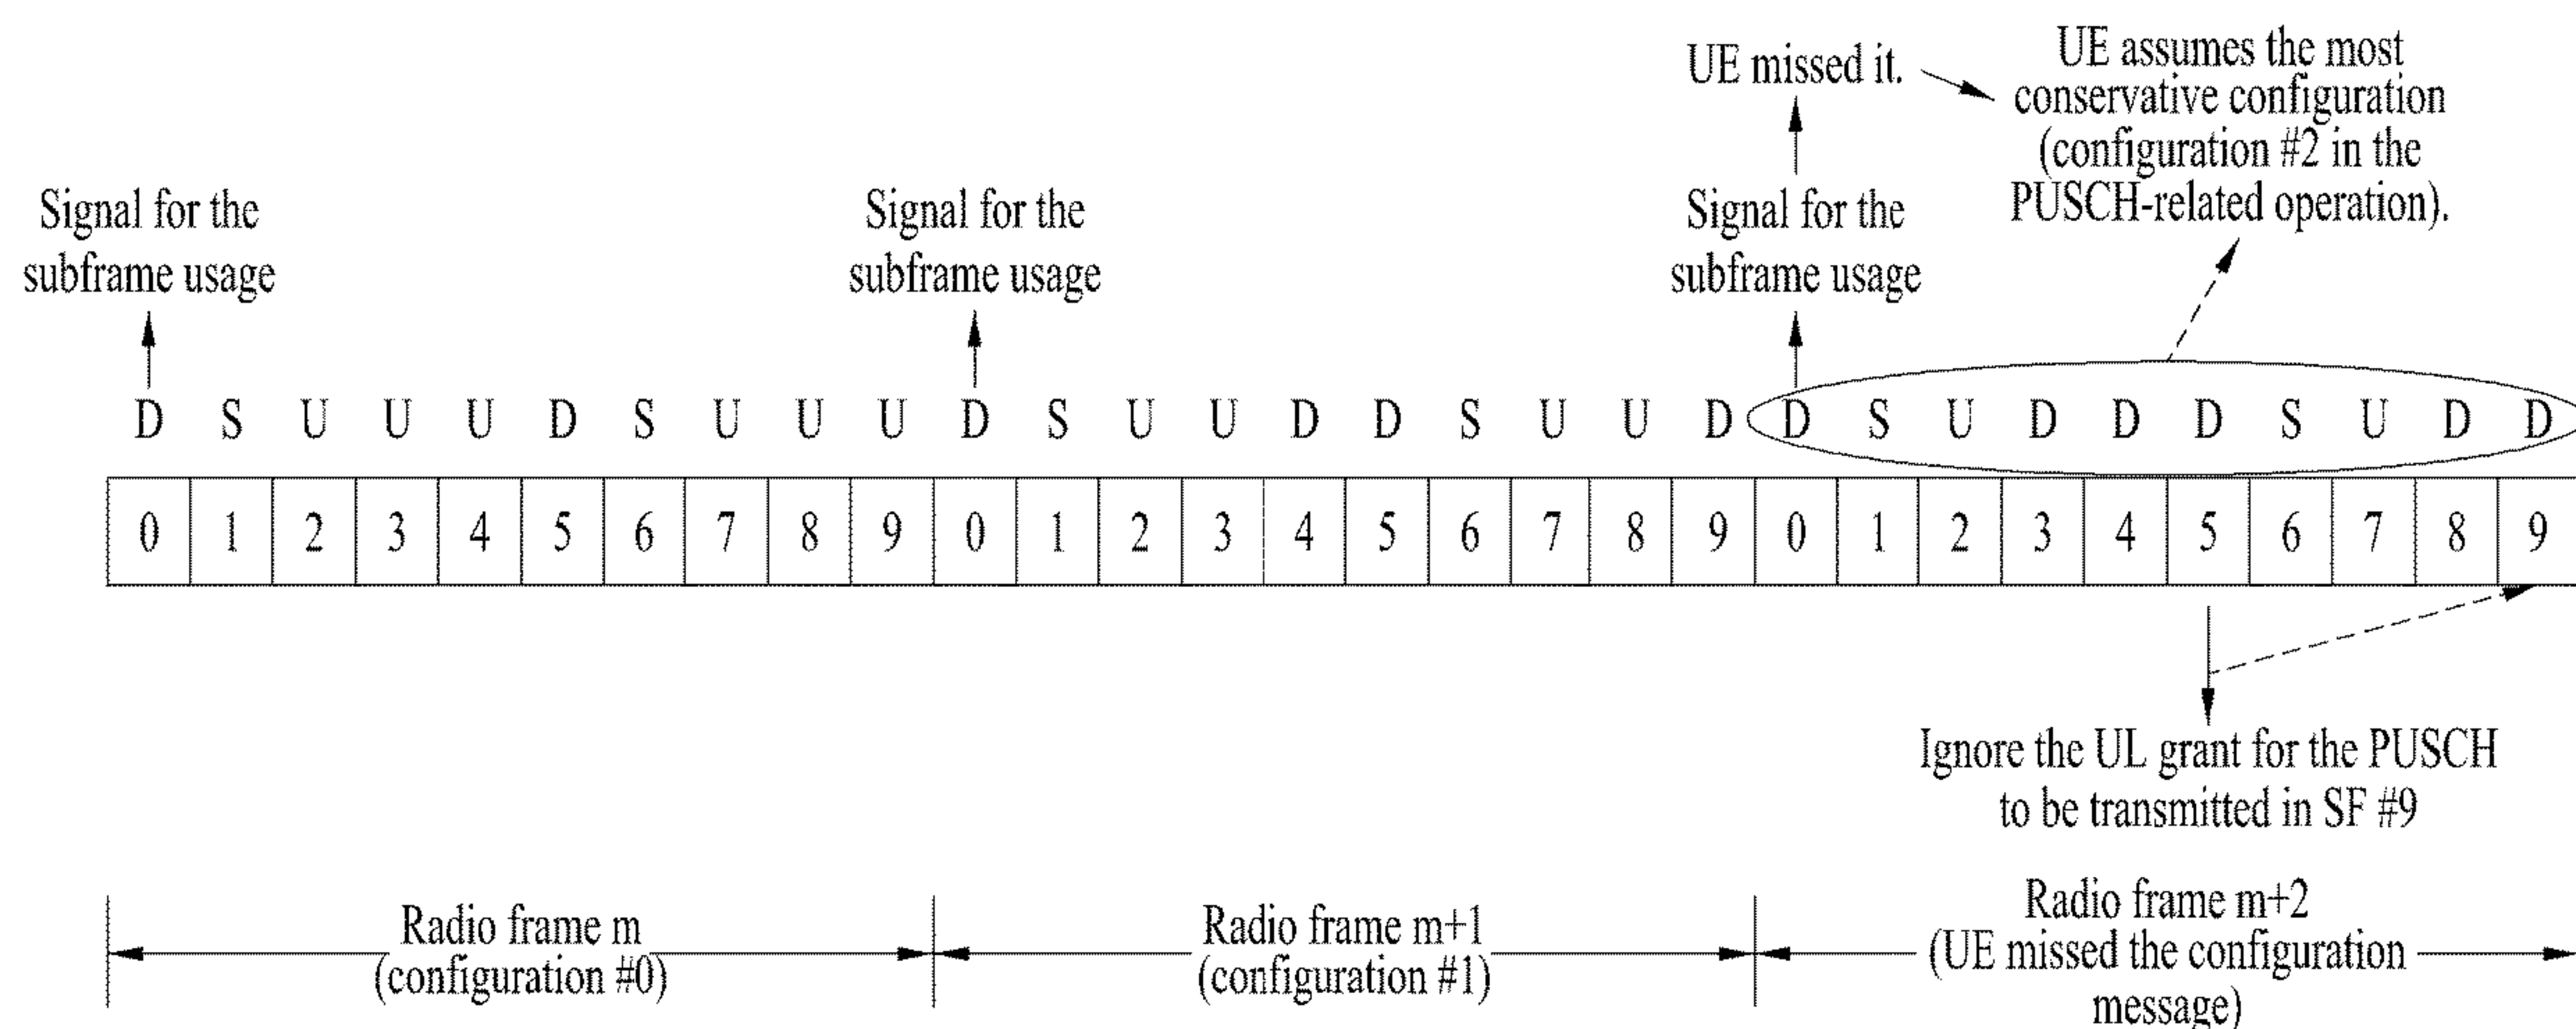 UE missed it.
UE assumes the most
conservative configuration
(configuration #2 in the
PUSCH-related operation).
Signal for the
subframe usage
Signal for the
subframe usage
Signal for the
subframe usage
D S U U U D S U U U D S U U D D S U U D D S U D D D S U D D
0 1 2 3 4 5 6 7 8 9 0 1 2 3 4 5 6 7 8 9 0 1 2 3 4 5 6 7 8 9
Ignore the UL grant for the PUSCH
to be transmitted in SF #9
Radio frame m
(configuration #0)
Radio frame m+1
(configuration #1)
Radio frame m+2
(UE missed the configuration
message)